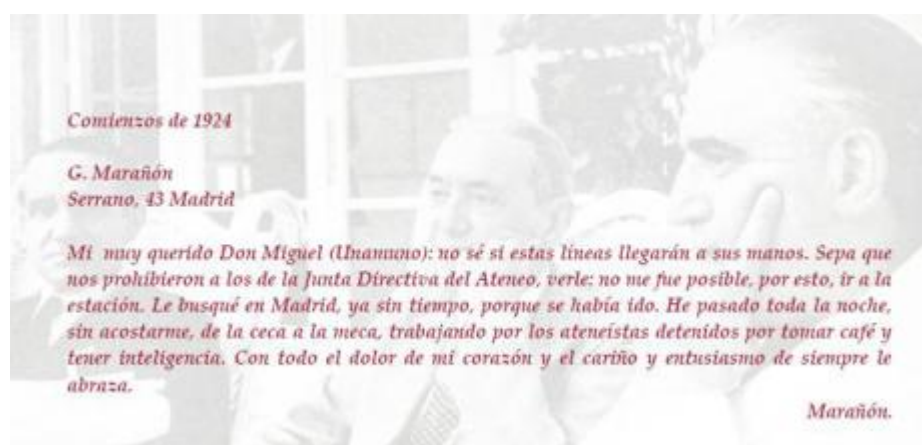 Comienzos de 1924
G. Marañón
Serrano, 43 Madrid
Mi muy querido Don Miguel (Unamuno): no sé si estas líneas llegarán a sus manos. Sepa que
nos prohibieron a los de la Junta Directiva del Ateneo, verle: no me fue posible, por esto, ir a la
estación. Le busqué en Madrid, ya sin tiempo, porque se había ido. He pasado toda la noche,
sin acostarme, de la ceca a la meca, trabajando por los ateneístas detenidos por tomar café y
tener inteligencia. Con todo el dolor de mi corazón y el cariño y entusiasmo de siempre le
abraza.
Marañón.